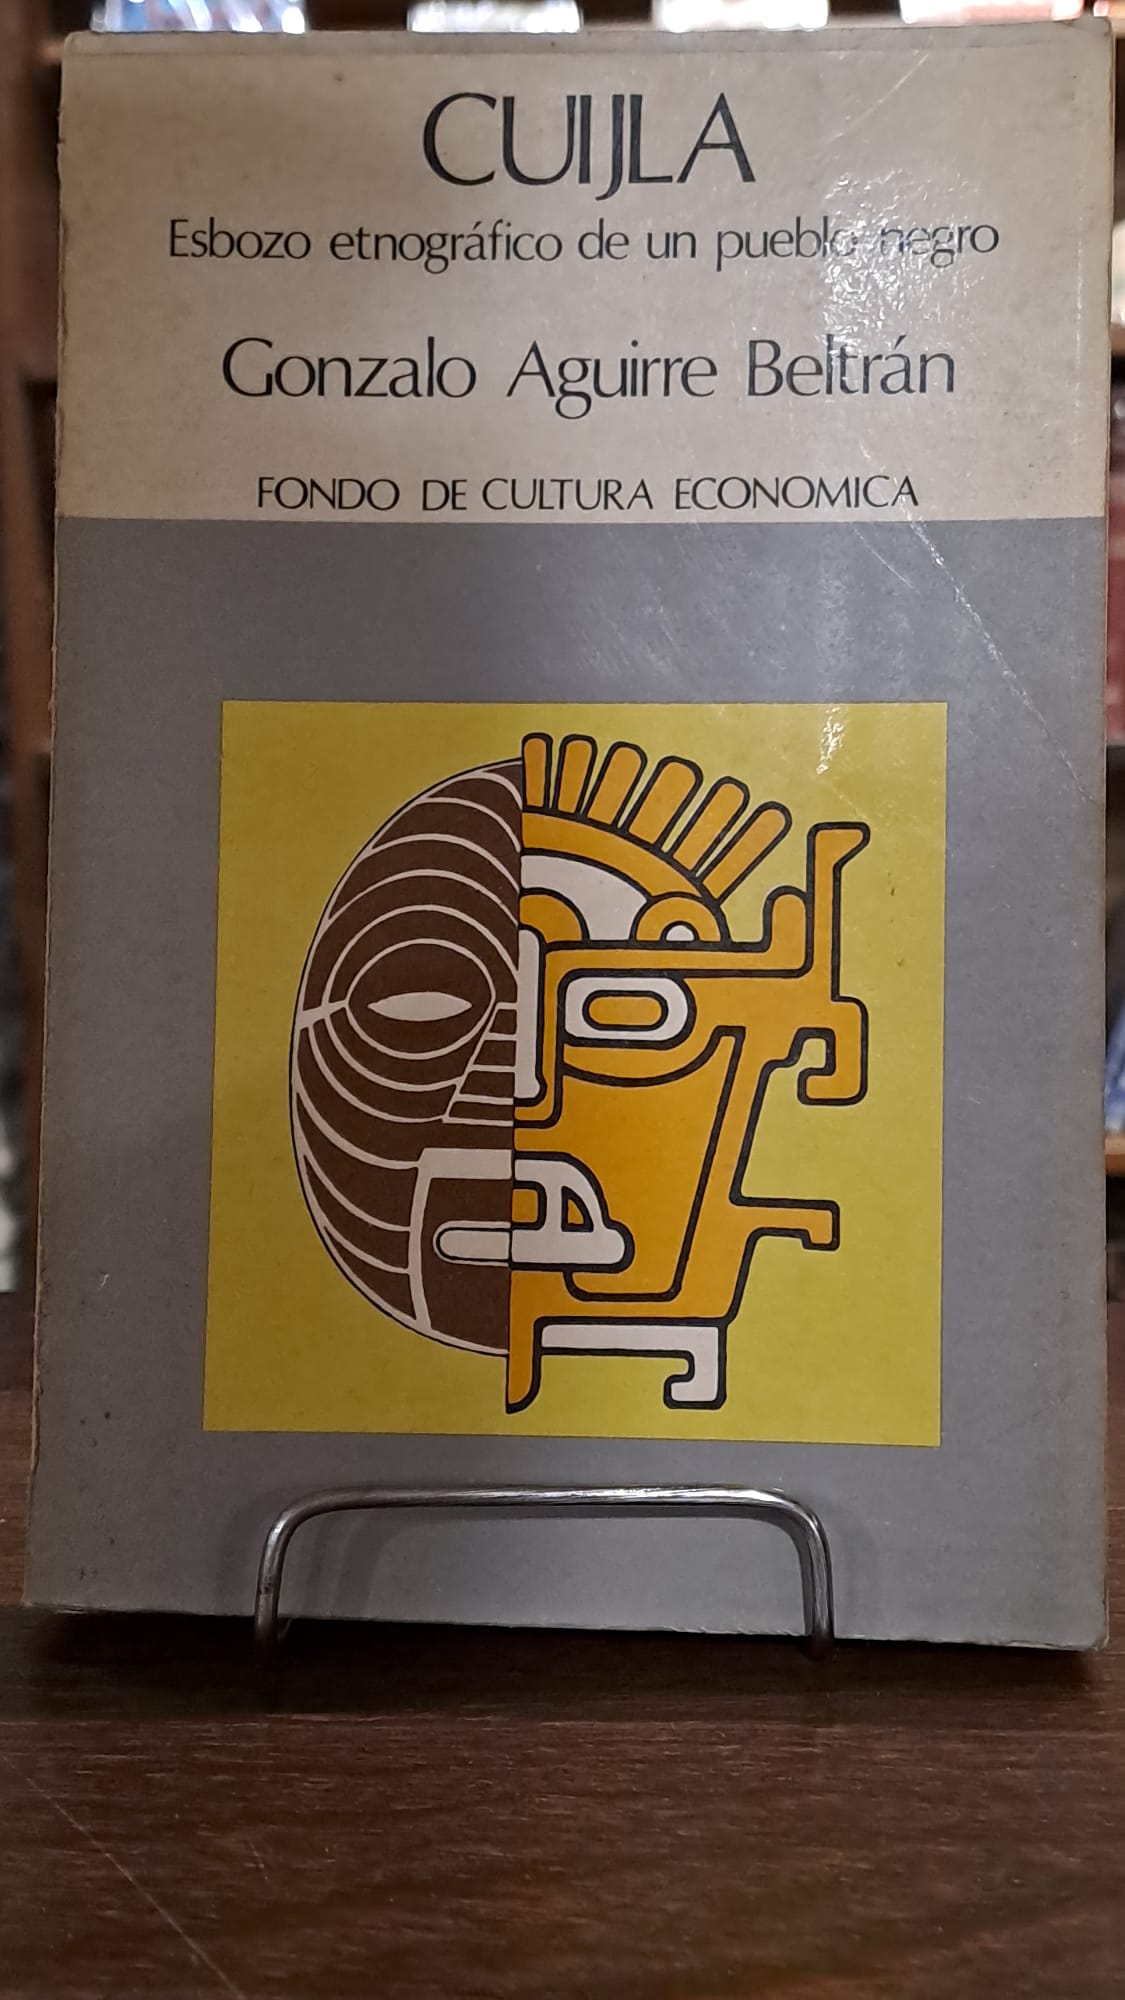 CUIJLA
Esbozo etnográfico de un pueblo negro
Gonzalo Aguirre Beltrán
FONDO DE CULTURA ECONOMICA